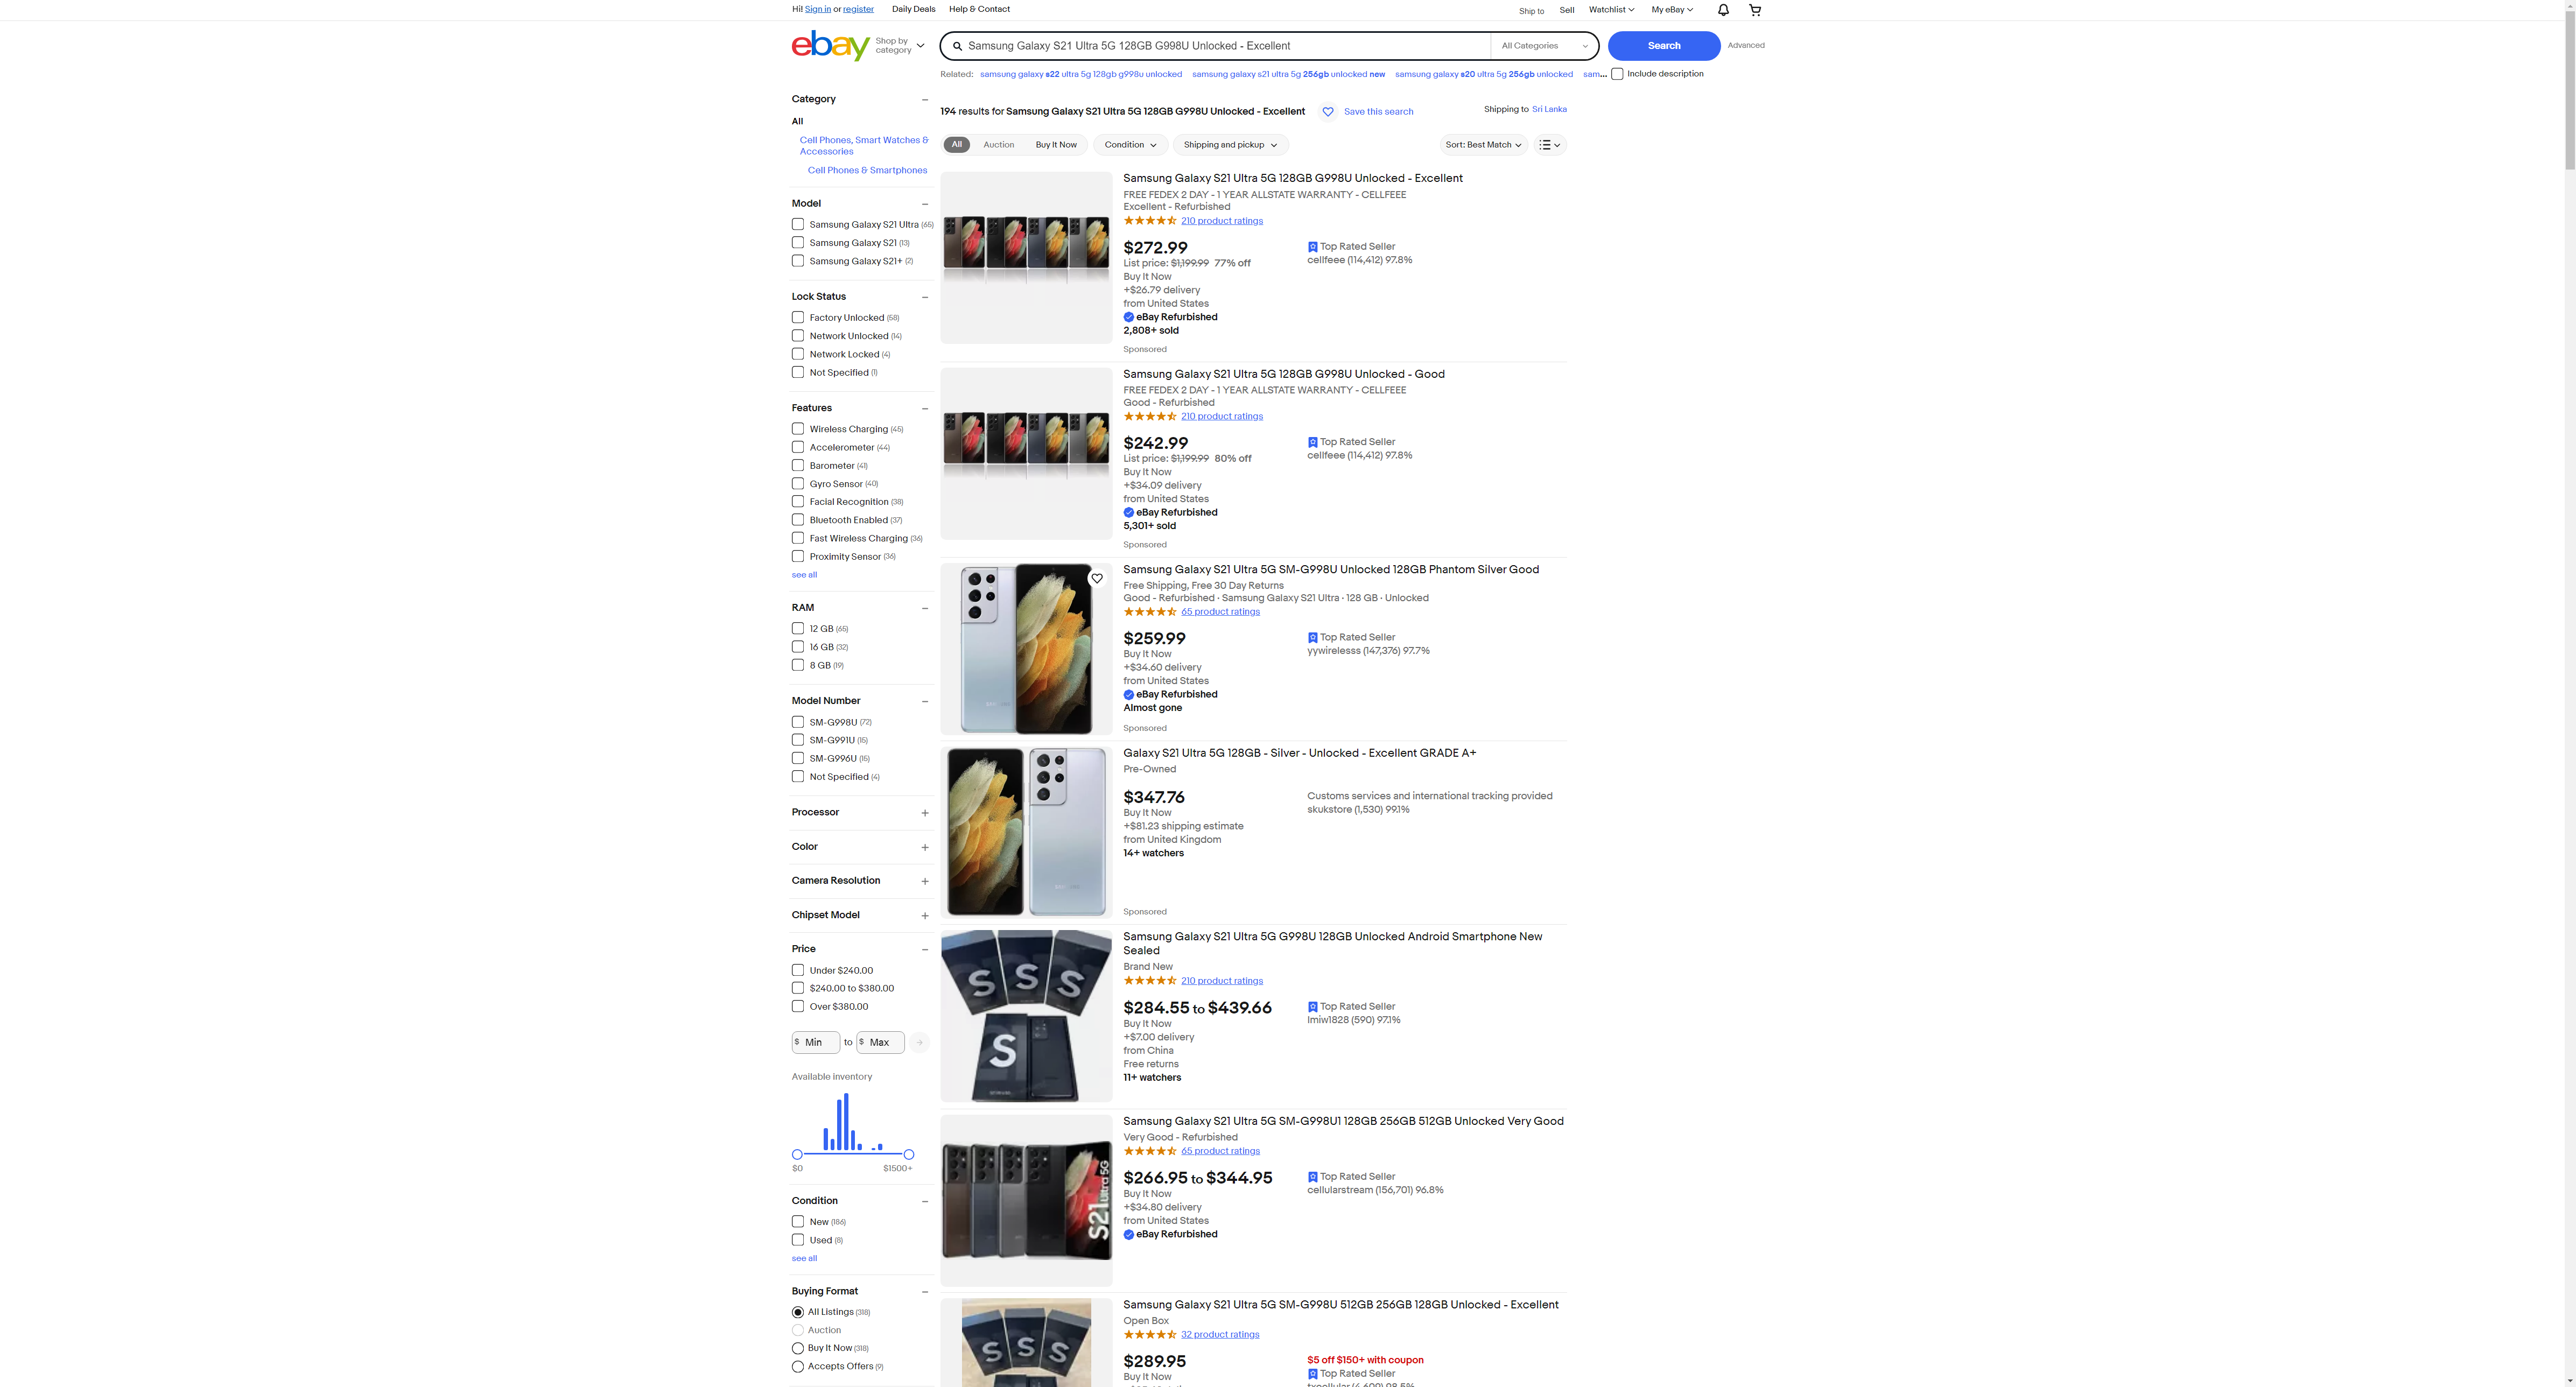 Hi! Sign in or register Daily Deals Help & Contact Ship to Sell Watchlist My eBay
ebay Shop by category Samsung Galaxy S21 Ultra 5G 128GB G998U Unlocked - Excellent All Categories Search Advanced
Related: samsung galaxy s22 ultra 5g 128gb g998u unlocked samsung galaxy s21 ultra 5g 256gb unlocked new samsung galaxy s20 ultra 5g 256gb unlocked sam... Include description
Category
All
Cell Phones, Smart Watches &
Accessories
Cell Phones & Smartphones
Model
Samsung Galaxy S21 Ultra (65)
Samsung Galaxy S21 (13)
Samsung Galaxy S21+ (2)
Lock Status
Factory Unlocked (58)
Network Unlocked (14)
Network Locked (4)
Not Specified (1)
Features
Wireless Charging (45)
Accelerometer (44)
Barometer (41)
Gyro Sensor (40)
Facial Recognition (38)
Bluetooth Enabled (37)
Fast Wireless Charging (36)
Proximity Sensor (36)
see all
RAM
12 GB (65)
16 GB (32)
8 GB (19)
Model Number
SM-G998U (72)
SM-G991U (15)
SM-G996U (15)
Not Specified (4)
Processor
Color
Camera Resolution
Chipset Model
Price
Under $240.00
$240.00 to $380.00
Over $380.00
$ Min to $ Max
Available inventory
$0 $1500+
Condition
New (186)
Used (8)
see all
Buying Format
All Listings (318)
Auction
Buy It Now (318)
Accepts Offers (9)
194 results for Samsung Galaxy S21 Ultra 5G 128GB G998U Unlocked - Excellent Save this search Shipping to Sri Lanka
All Auction Buy It Now Condition Shipping and pickup Sort: Best Match
Samsung Galaxy S21 Ultra 5G 128GB G998U Unlocked - Excellent
FREE FEDEX 2 DAY - 1 YEAR ALLSTATE WARRANTY - CELLFEEE
Excellent - Refurbished
210 product ratings
$272.99
List price: $1,199.99 77% off
Buy It Now
+$26.79 delivery
from United States
eBay Refurbished
2,808+ sold
Top Rated Seller
cellfeee (114,412) 97.8%
Sponsored
Samsung Galaxy S21 Ultra 5G 128GB G998U Unlocked - Good
FREE FEDEX 2 DAY - 1 YEAR ALLSTATE WARRANTY - CELLFEEE
Good - Refurbished
210 product ratings
$242.99
List price: $1,199.99 80% off
Buy It Now
+$34.09 delivery
from United States
eBay Refurbished
5,301+ sold
Top Rated Seller
cellfeee (114,412) 97.8%
Sponsored
Samsung Galaxy S21 Ultra 5G SM-G998U Unlocked 128GB Phantom Silver Good
Free Shipping, Free 30 Day Returns
Good - Refurbished · Samsung Galaxy S21 Ultra · 128 GB · Unlocked
65 product ratings
$259.99
Buy It Now
+$34.60 delivery
from United States
eBay Refurbished
Almost gone
Top Rated Seller
yywirelesss (147,376) 97.7%
Sponsored
Galaxy S21 Ultra 5G 128GB - Silver - Unlocked - Excellent GRADE A+
Pre-Owned
$347.76
Buy It Now
+$81.23 shipping estimate
from United Kingdom
14+ watchers
Customs services and international tracking provided
skukstore (1,530) 99.1%
Sponsored
S S S
S
Samsung Galaxy S21 Ultra 5G G998U 128GB Unlocked Android Smartphone New
Sealed
Brand New
210 product ratings
$284.55 to $439.66
Buy It Now
+$7.00 delivery
from China
Free returns
11+ watchers
Top Rated Seller
lmiw1828 (590) 97.1%
S21 Ultra 5G
Samsung Galaxy S21 Ultra 5G SM-G998U1 128GB 256GB 512GB Unlocked Very Good
Very Good - Refurbished
65 product ratings
$266.95 to $344.95
Buy It Now
+$34.80 delivery
from United States
eBay Refurbished
Top Rated Seller
cellularstream (156,701) 96.8%
S S S
Samsung Galaxy S21 Ultra 5G SM-G998U 512GB 256GB 128GB Unlocked - Excellent
Open Box
32 product ratings
$289.95
Buy It Now
$5 off $150+ with coupon
Top Rated Seller